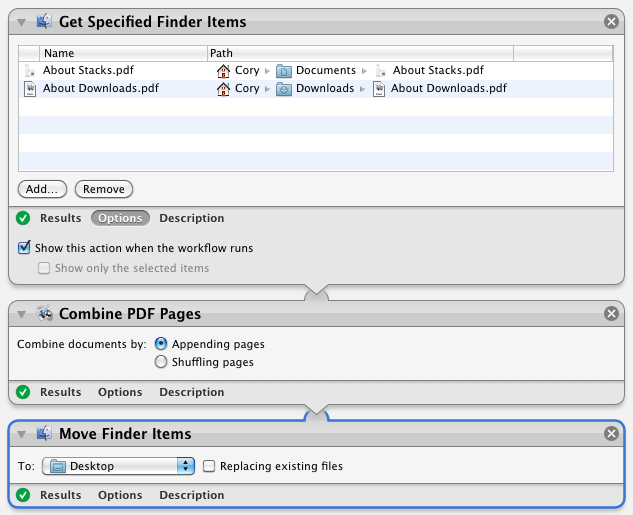 Get Specified Finder Items
Name Path
About Stacks.pdf Cory Documents About Stacks.pdf
About Downloads.pdf Cory Downloads About Downloads.pdf
Add... Remove
Results Options Description
Show this action when the workflow runs
Show only the selected items
Combine PDF Pages
Combine documents by: Appending pages
Shuffling pages
Results Options Description
Move Finder Items
To: Desktop Replacing existing files
Results Options Description